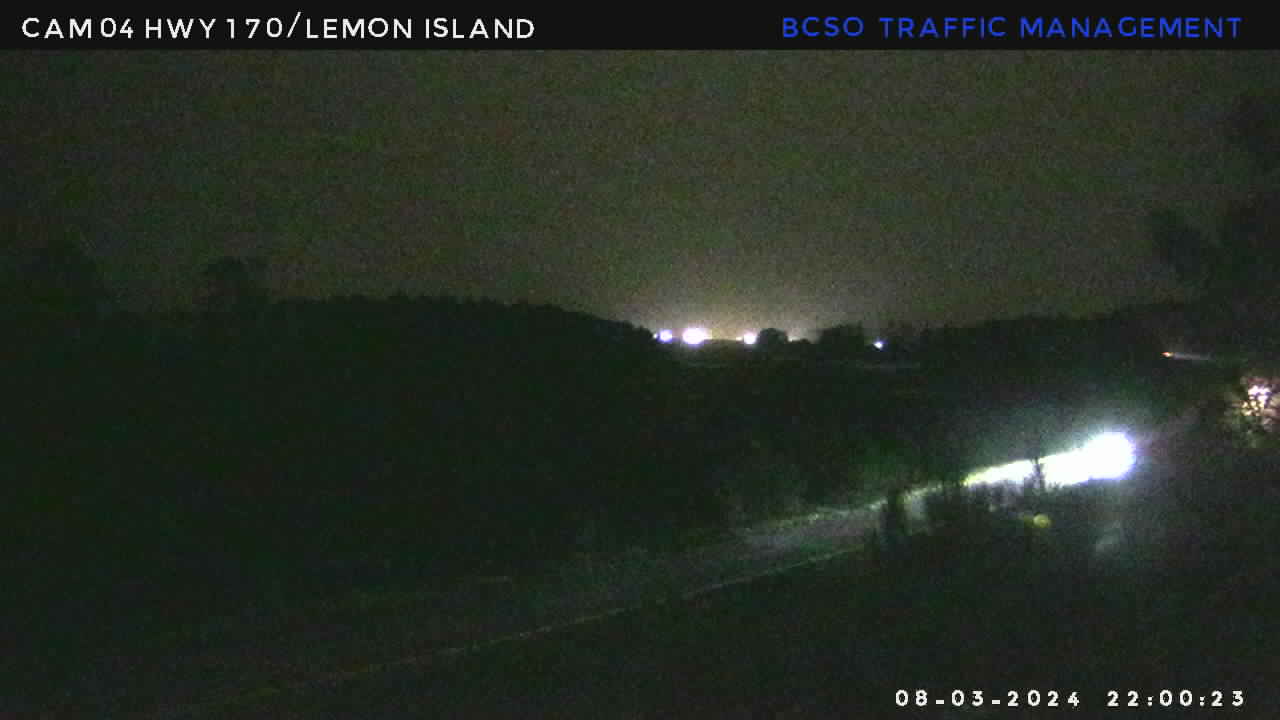 CAM04 HWY 170/LEMON ISLAND
BCSO TRAFFIC MANAGEMENT
08-03-2024 22:00:23